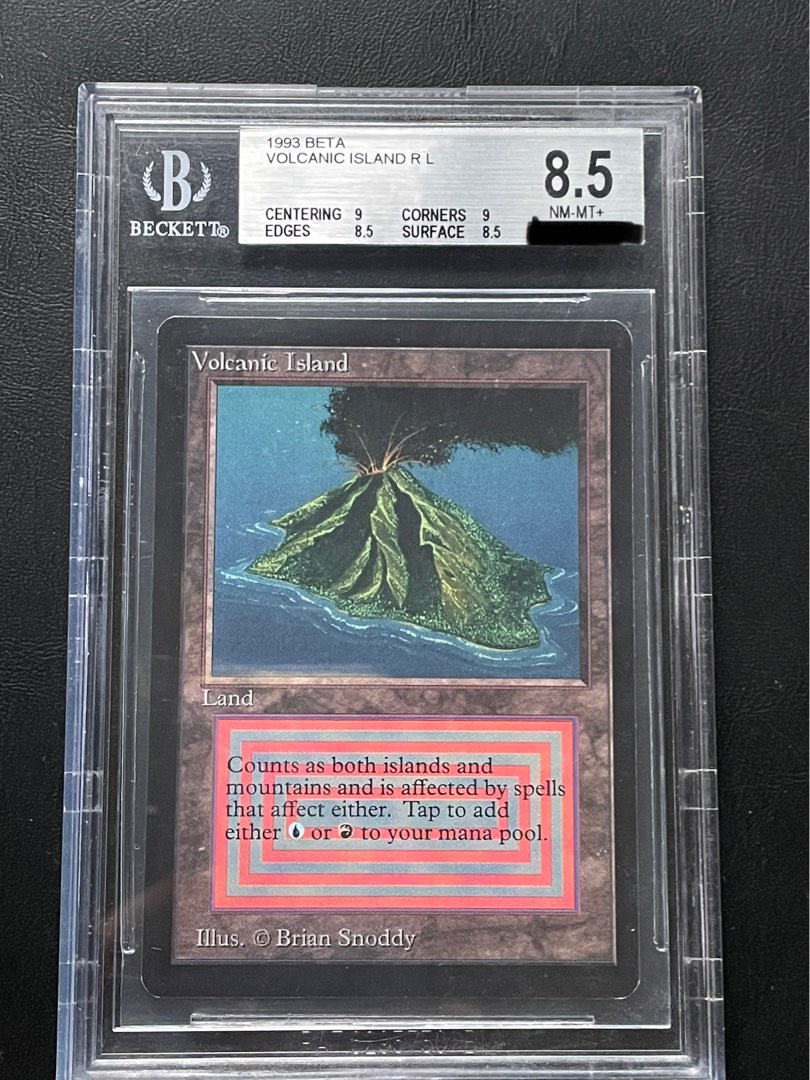 1993 BETA
VOLCANIC ISLAND R L
8.5
NM-MT+
CENTERING 9 CORNERS 9
EDGES 8.5 SURFACE 8.5
B
BECKETT®
Volcanic Island
Land
Counts as both islands and
mountains and is affected by spells
that affect either. Tap to add
either or to your mana pool.
Illus. © Brian Snoddy